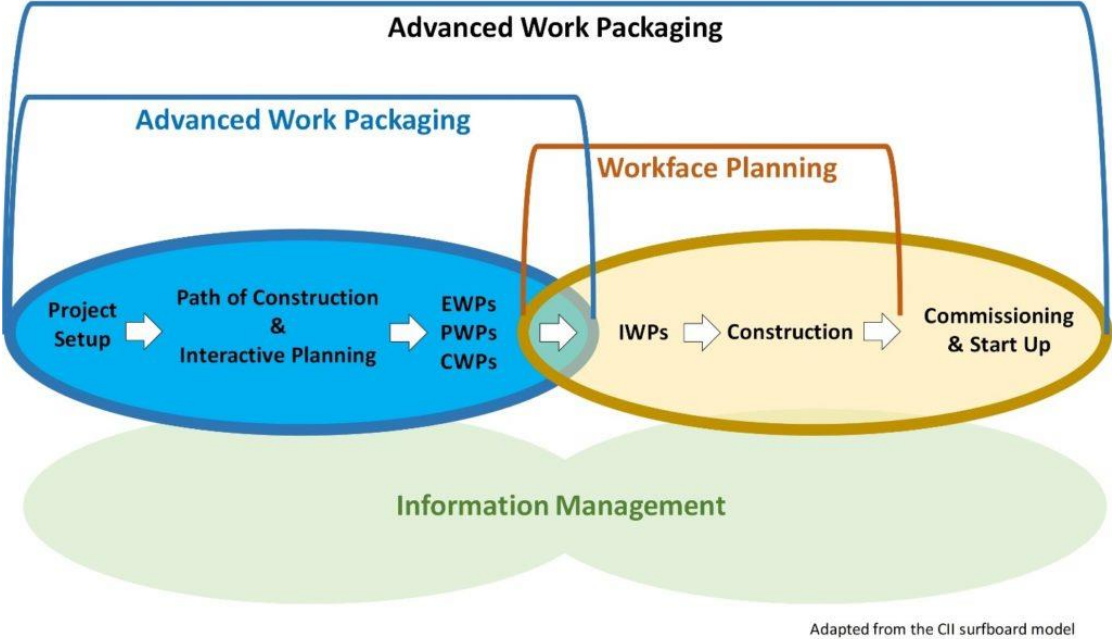 Advanced Work Packaging
Advanced Work Packaging
Workface Planning
Project
Setup
Path of Construction
&
Interactive Planning
EWPs
PWPs
CWPs
IWPs
Construction
Commissioning
& Start Up
Information Management
Adapted from the CII surfboard model